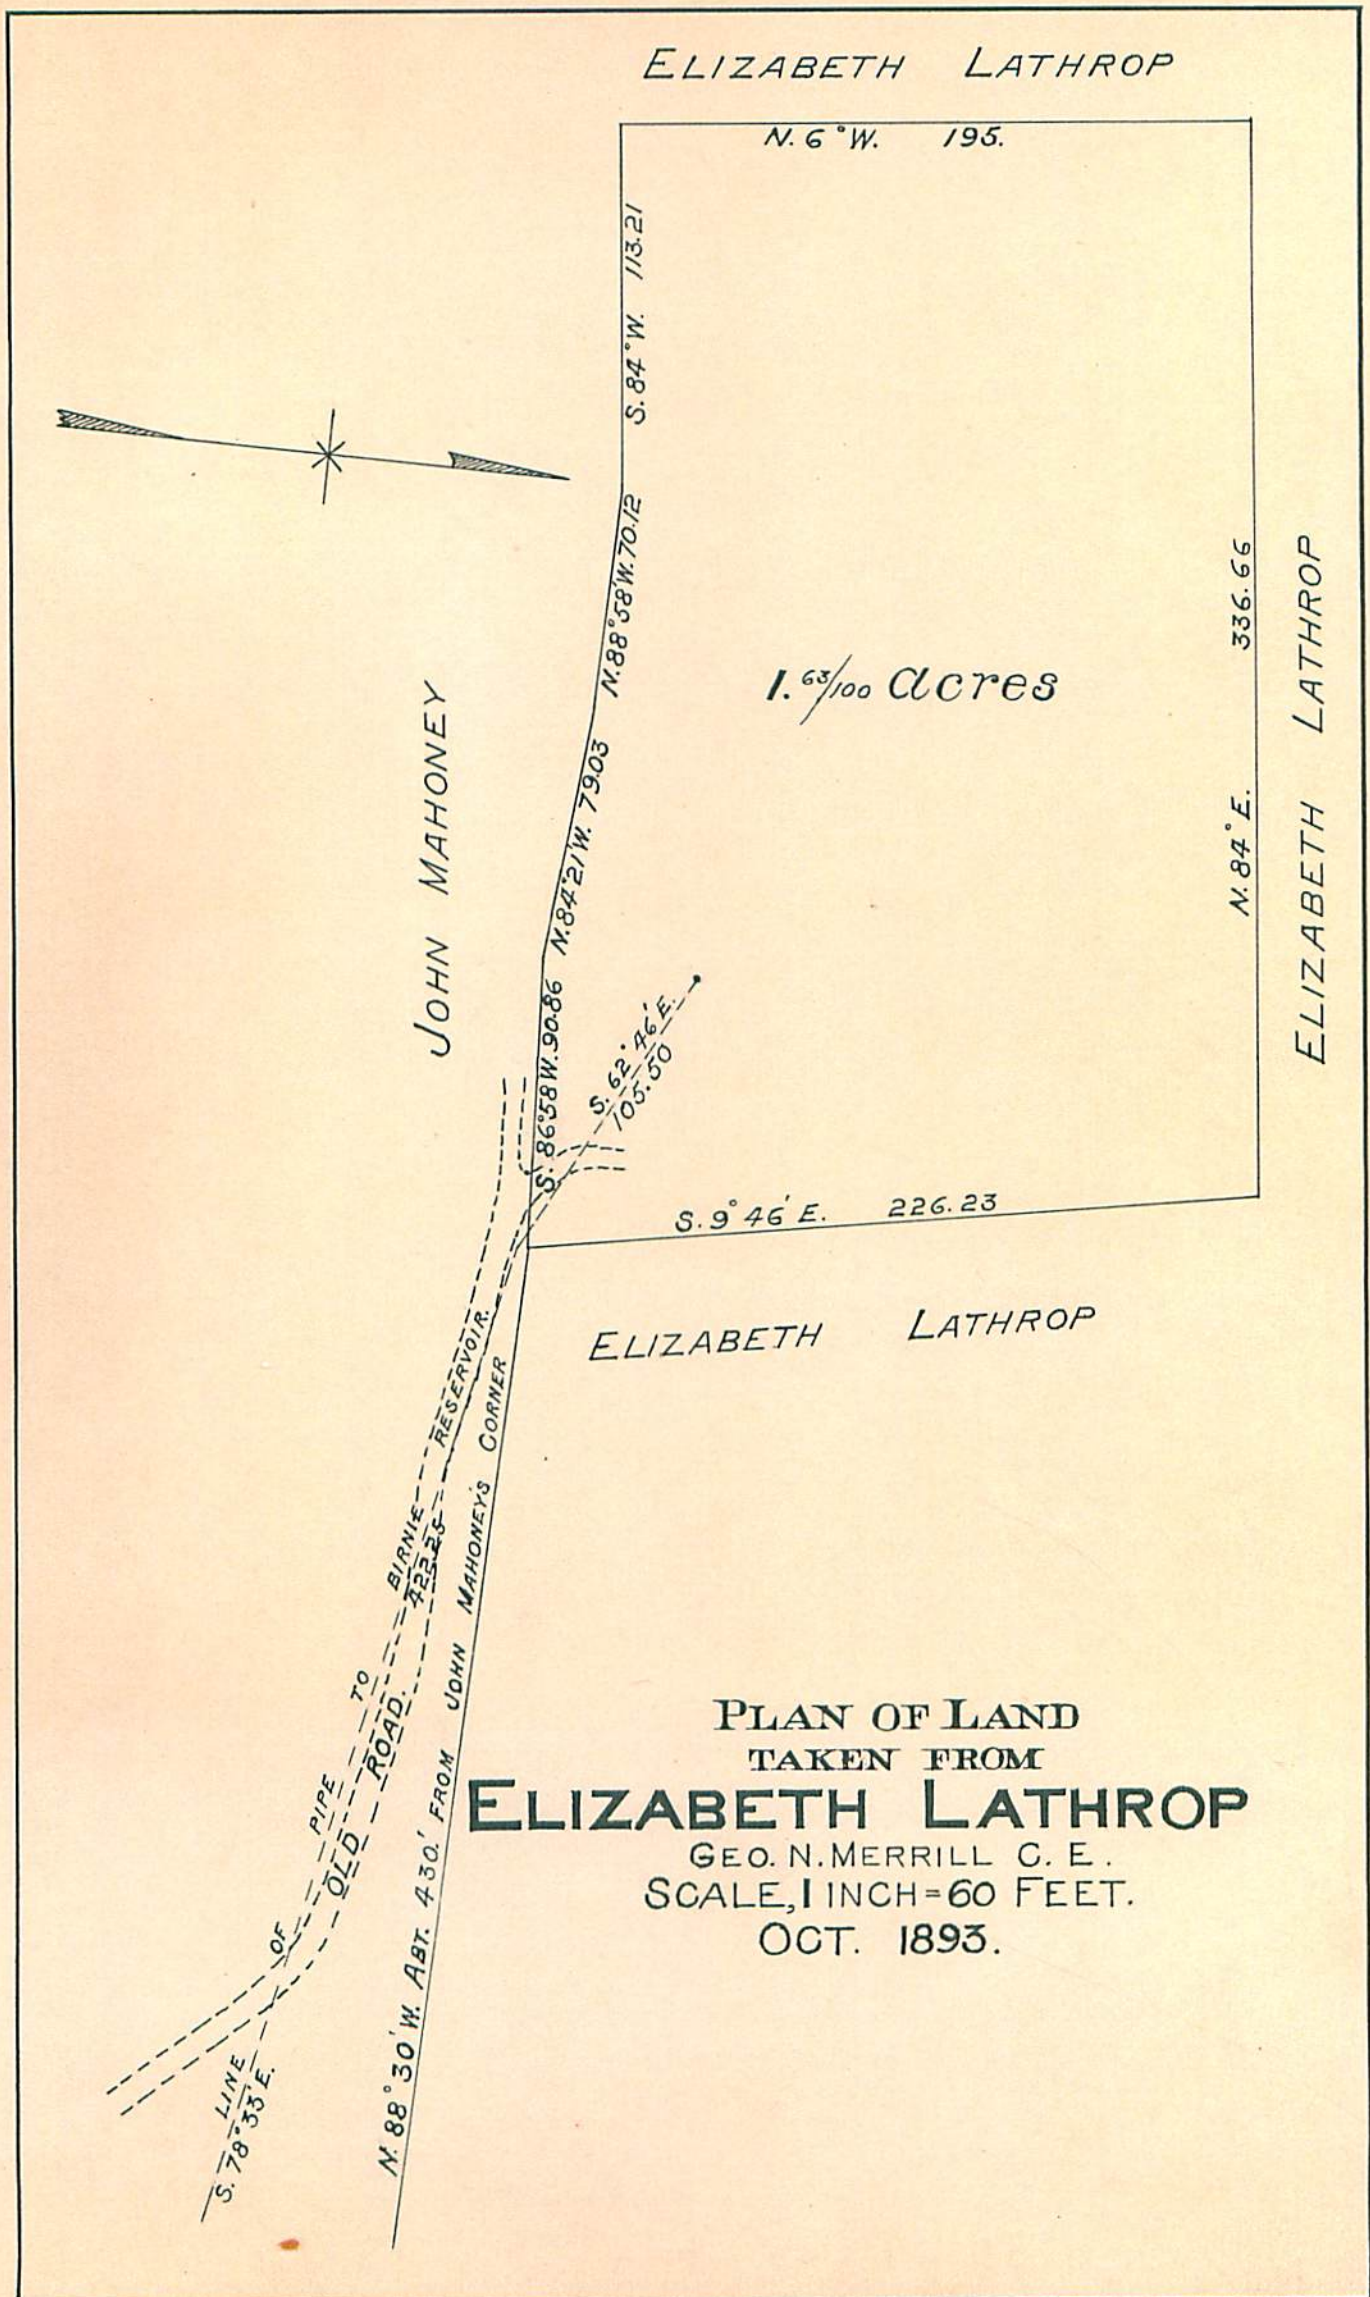 ELIZABETH LATHROP
N. 6° W. 195.
S. 84° W. 113.21
N. 88° 58' W. 70.12
1. 63/100 acres
336.66
N. 84° E.
ELIZABETH LATHROP
JOHN MAHONEY
N. 84° 21' W. 79.03
S. 86° 58' W. 90.86
S. 62° 46' E.
105.50
S. 9° 46' E. 226.23
ELIZABETH LATHROP
LINE OF PIPE TO BIRNIE RESERVOIR.
S. 78° 33' E. 422.25
OLD ROAD.
N. 88° 30' W. ABT. 430.' FROM JOHN MAHONEY'S CORNER
PLAN OF LAND
TAKEN FROM
ELIZABETH LATHROP
GEO. N. MERRILL C. E.
SCALE, 1 INCH = 60 FEET.
OCT. 1893.